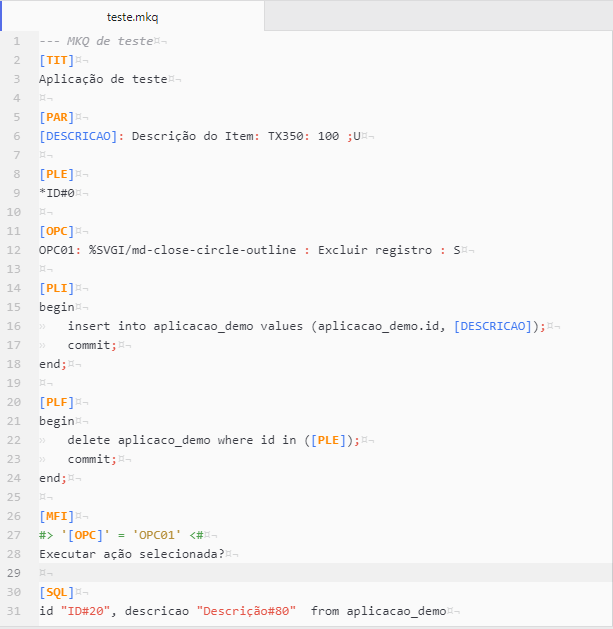 teste.mkq
1 --- MKQ de teste¤¬
2 [TIT]¤¬
3 Aplicação de teste¤¬
4 ¤¬
5 [PAR]¤¬
6 [DESCRICAO]: Descrição do Item: TX350: 100 ;U¤¬
7 ¤¬
8 [PLE]¤¬
9 *ID#0¤¬
10 ¤¬
11 [OPC]¤¬
12 OPC01: %SVGI/md-close-circle-outline : Excluir registro : S¤¬
13 ¤¬
14 [PLI]¤¬
15 begin¤¬
16 »   insert into aplicacao_demo values (aplicacao_demo.id, [DESCRICAO]);¤¬
17 »   commit;¤¬
18 end;¤¬
19 ¤¬
20 [PLF]¤¬
21 begin¤¬
22 »   delete aplicaco_demo where id in ([PLE]);¤¬
23 »   commit;¤¬
24 end;¤¬
25 ¤¬
26 [MFI]¤¬
27 #> '[OPC]' = 'OPC01' <#¤¬
28 Executar ação selecionada?¤¬
29 ¤¬
30 [SQL]¤¬
31 id "ID#20", descricao "Descrição#80"  from aplicacao_demo¤¬